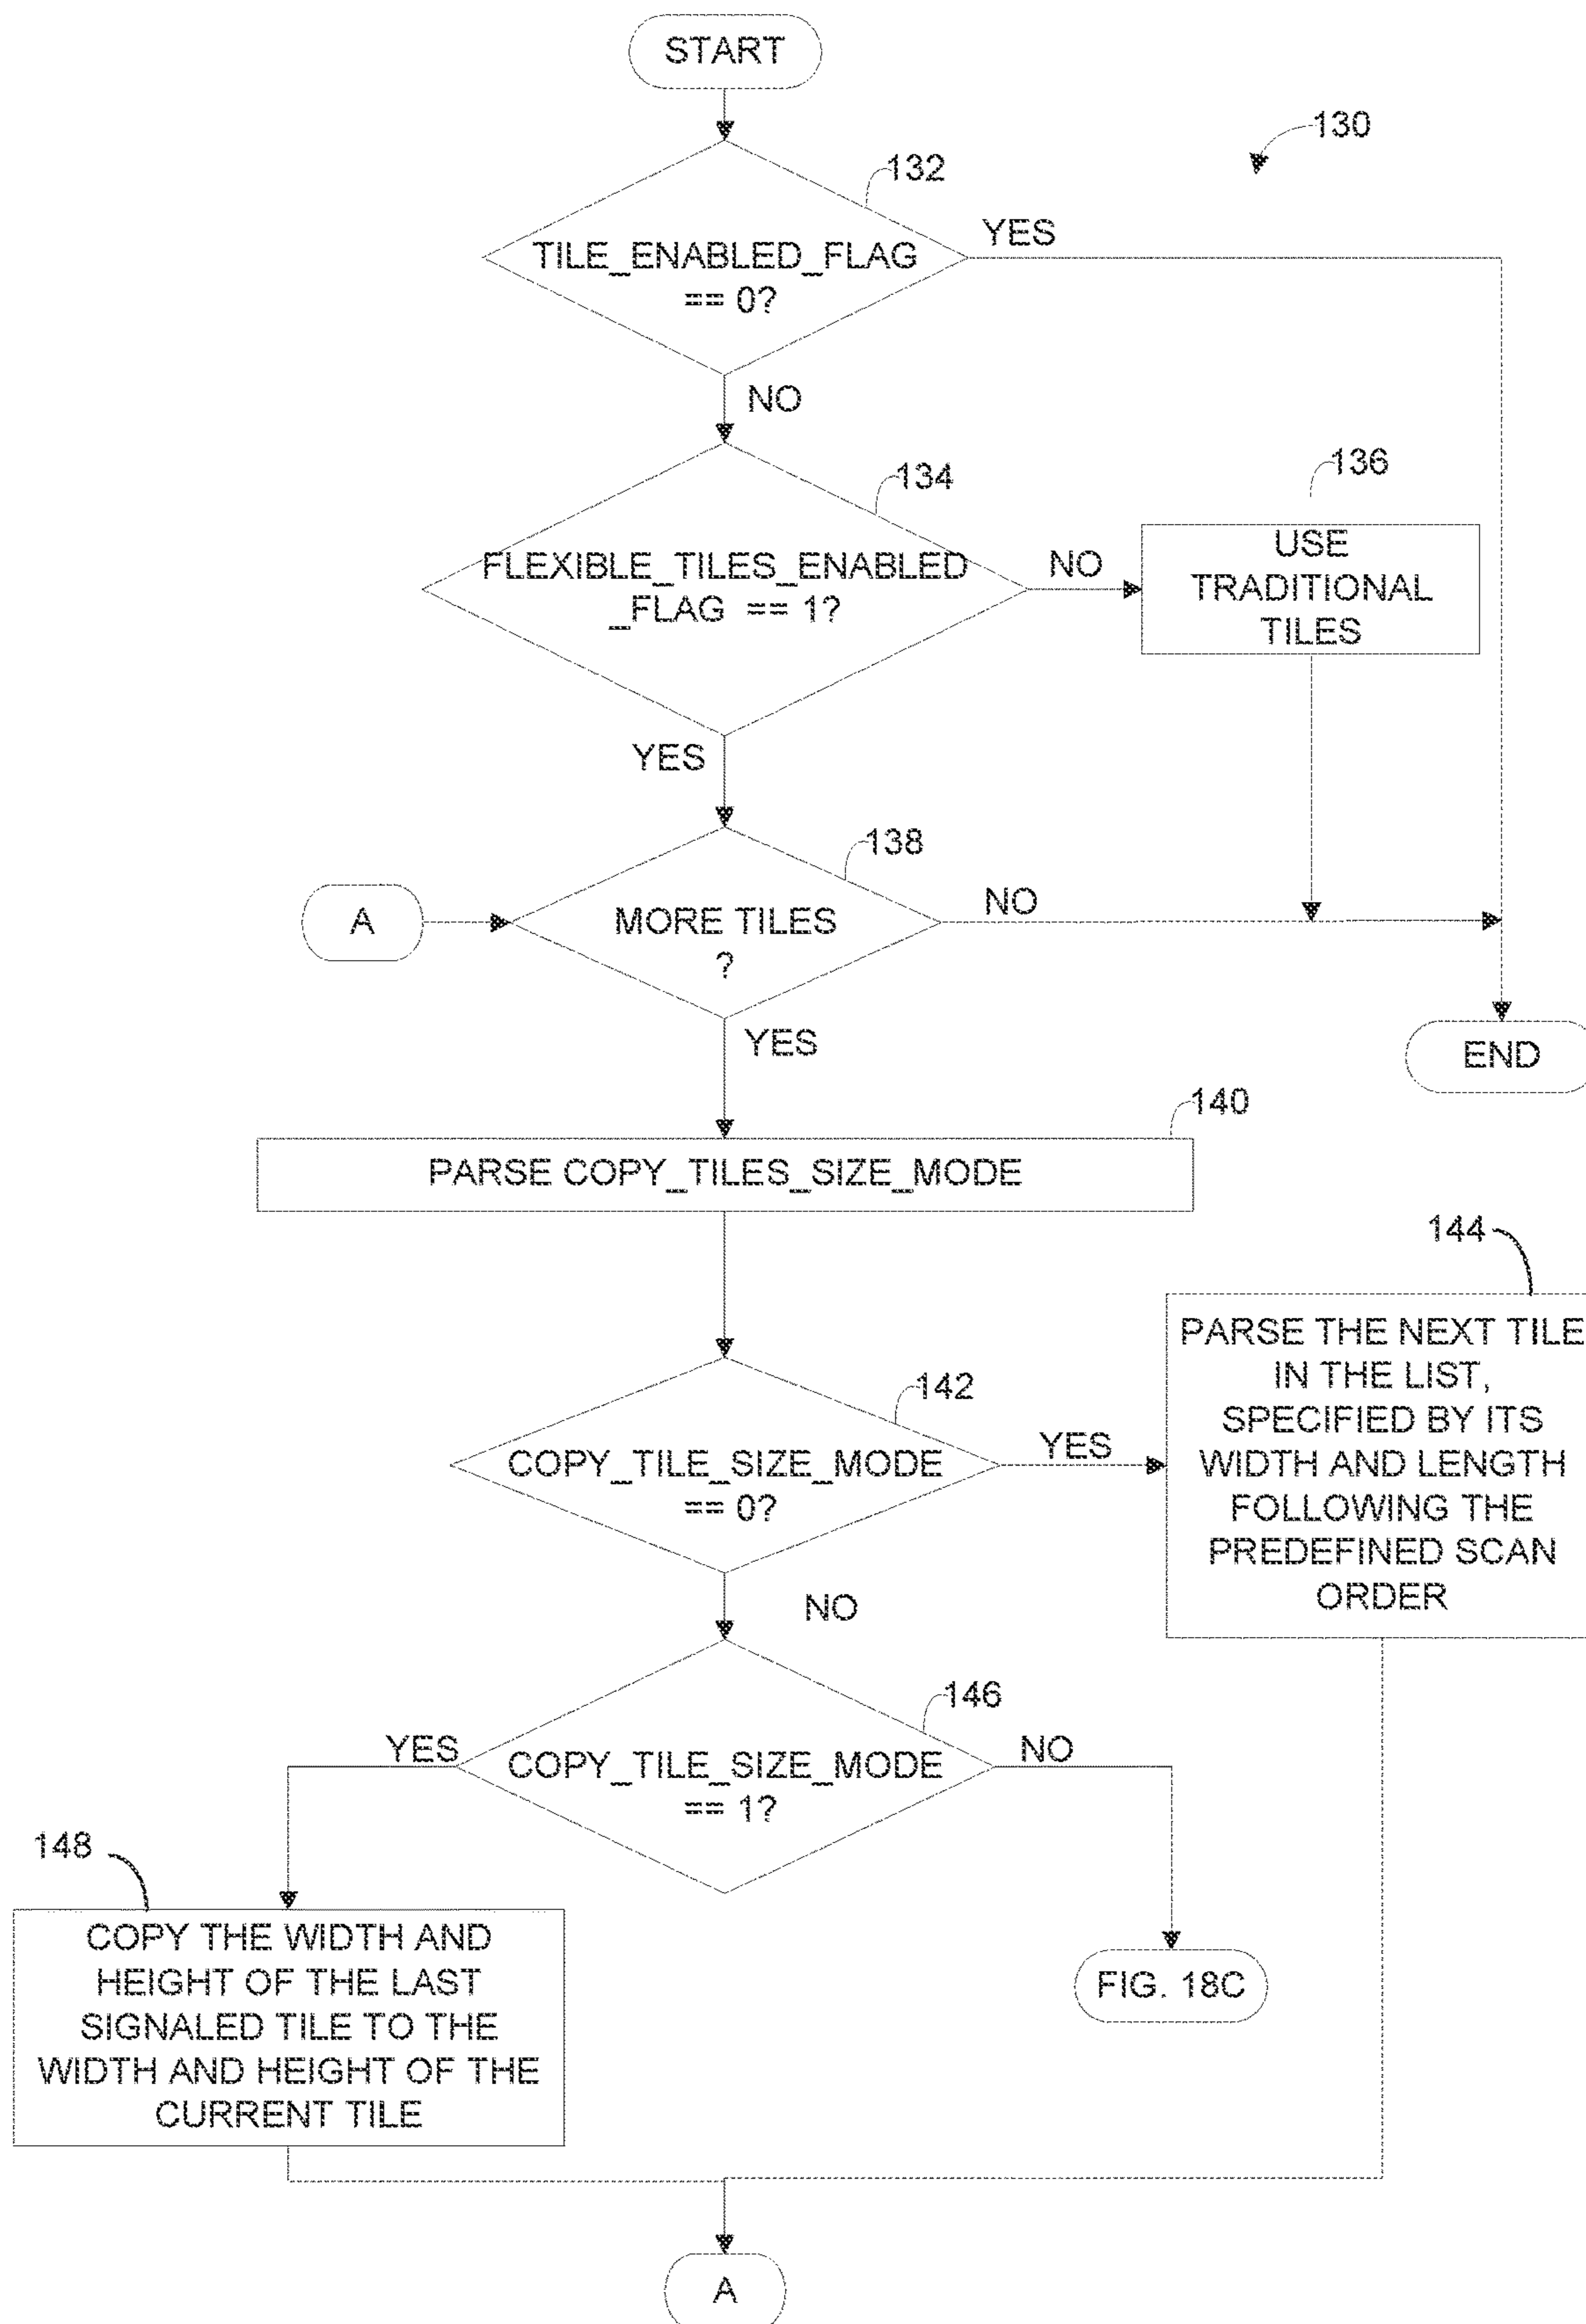 START
130
132
TILE_ENABLED_FLAG
== 0?
YES
NO
134
136
FLEXIBLE_TILES_ENABLED
_FLAG == 1?
NO
USE
TRADITIONAL
TILES
YES
138
A
MORE TILES
?
NO
YES
END
140
PARSE COPY_TILES_SIZE_MODE
144
142
COPY_TILE_SIZE_MODE
== 0?
YES
PARSE THE NEXT TILE
IN THE LIST,
SPECIFIED BY ITS
WIDTH AND LENGTH
FOLLOWING THE
PREDEFINED SCAN
ORDER
NO
146
YES
COPY_TILE_SIZE_MODE
== 1?
NO
148
COPY THE WIDTH AND
HEIGHT OF THE LAST
SIGNALED TILE TO THE
WIDTH AND HEIGHT OF THE
CURRENT TILE
FIG. 18C
A